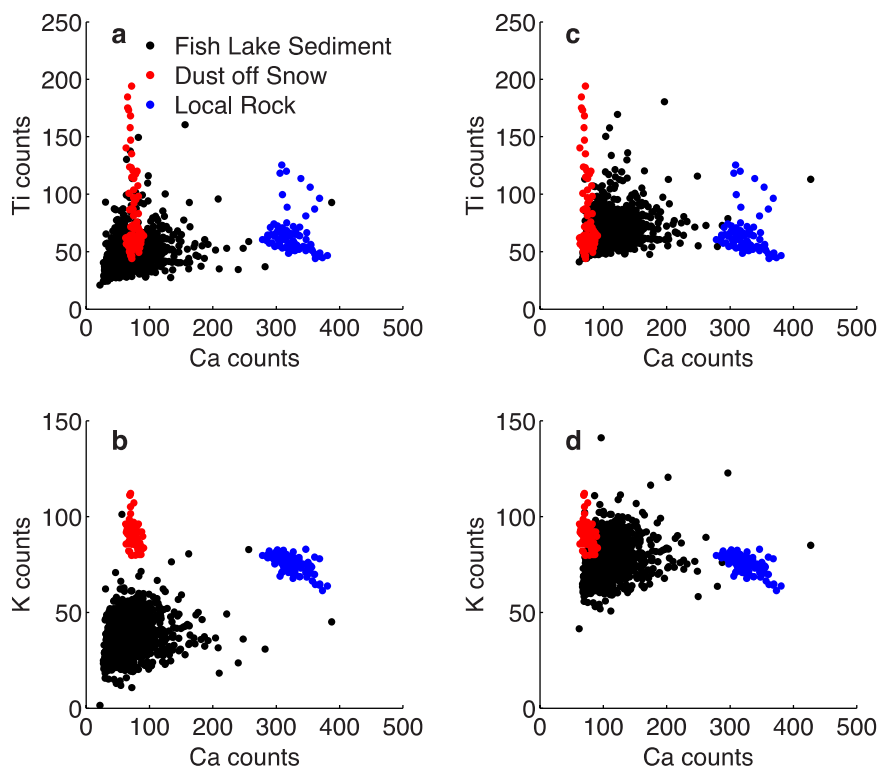 a
Fish Lake Sediment
Dust off Snow
Local Rock
250
200
150
100
50
0
Ti counts
0 100 200 300 400 500
Ca counts
c
250
200
150
100
50
0
Ti counts
0 100 200 300 400 500
Ca counts
b
150
100
50
0
K counts
0 100 200 300 400 500
Ca counts
d
150
100
50
0
K counts
0 100 200 300 400 500
Ca counts